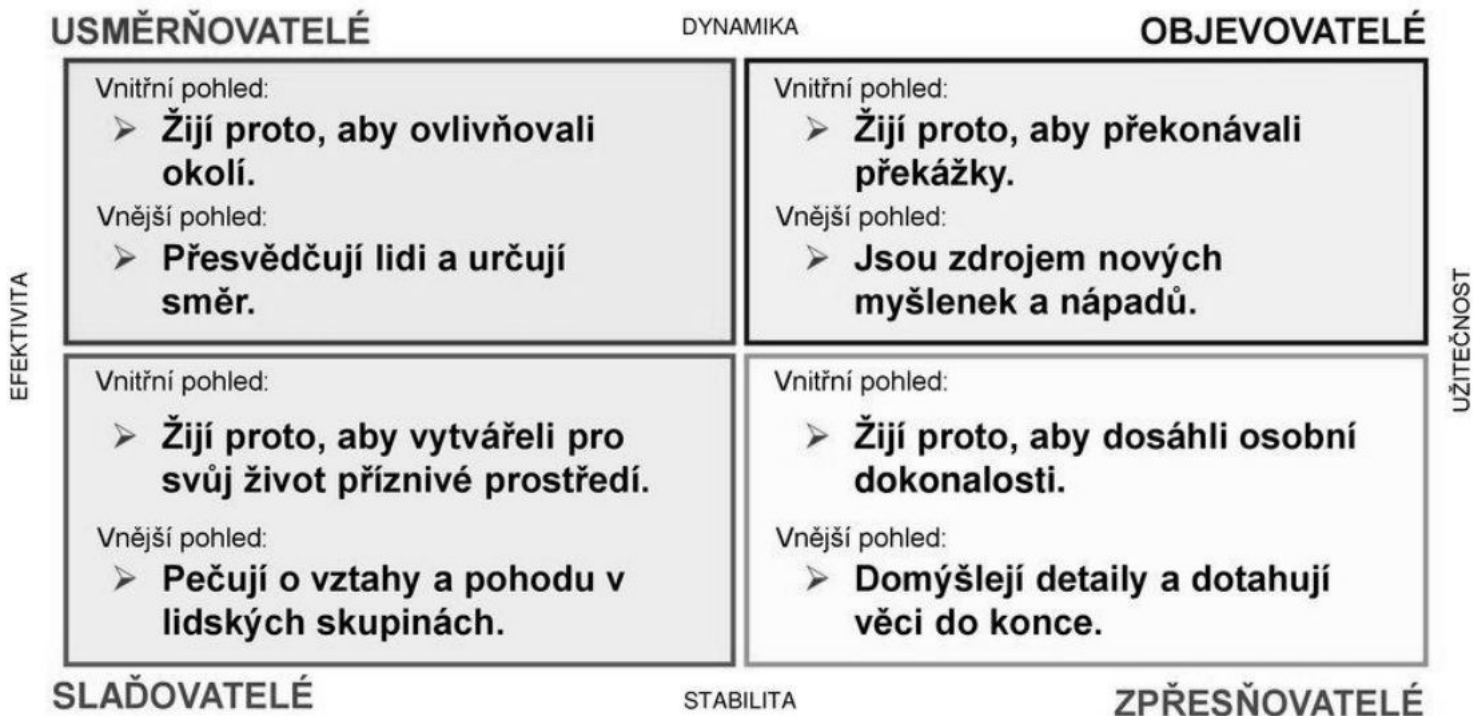 USMĚRŇOVATELÉ
DYNAMIKA
OBJEVOVATELÉ
Vnitřní pohled:
➢ Žijí proto, aby ovlivňovali
okolí.
Vnější pohled:
➢ Přesvědčují lidi a určují
směr.
Vnitřní pohled:
➢ Žijí proto, aby překonávali
překážky.
Vnější pohled:
➢ Jsou zdrojem nových
myšlenek a nápadů.
EFEKTIVITA
UŽITEČNOST
Vnitřní pohled:
➢ Žijí proto, aby vytvářeli pro
svůj život příznivé prostředí.
Vnější pohled:
➢ Pečují o vztahy a pohodu v
lidských skupinách.
Vnitřní pohled:
➢ Žijí proto, aby dosáhli osobní
dokonalosti.
Vnější pohled:
➢ Domýšlejí detaily a dotahují
věci do konce.
SLAĎOVATELÉ
STABILITA
ZPŘESŇOVATELÉ